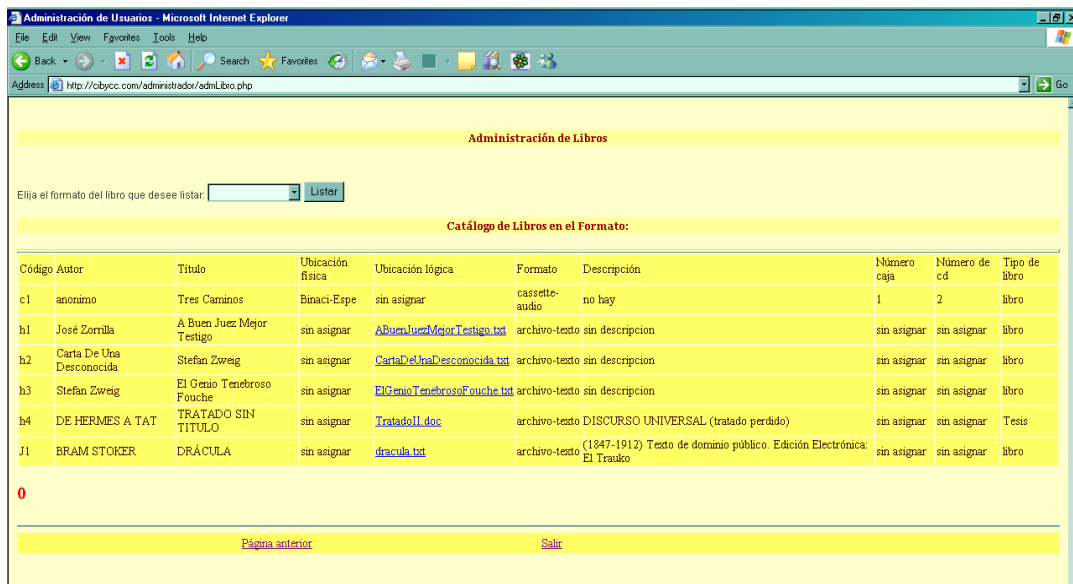 Administración de Usuarios - Microsoft Internet Explorer
File Edit View Favorites Tools Help
Back Search Favorites
Address http://cibycc.com/administrador/admLibro.php Go
Administración de Libros
Elija el formato del libro que desee listar: Listar
Catálogo de Libros en el Formato:
Código Autor Título Ubicación física Ubicación lógica Formato Descripción Número caja Número de cd Tipo de libro
c1 anonimo Tres Caminos Binaci-Espe sin asignar cassette-audio no hay 1 2 libro
h1 José Zorrilla A Buen Juez Mejor Testigo sin asignar ABuenJuezMejorTestigo.txt archivo-texto sin descripcion sin asignar sin asignar libro
h2 Carta De Una Desconocida Stefan Zweig sin asignar CartaDeUnaDesconocida.txt archivo-texto sin descripcion sin asignar sin asignar libro
h3 Stefan Zweig El Genio Tenebroso Fouche sin asignar ElGenioTenebrosoFouche.txt archivo-texto sin descripcion sin asignar sin asignar libro
h4 DE HERMES A TAT TRATADO SIN TITULO sin asignar TratadoII.doc archivo-texto DISCURSO UNIVERSAL (tratado perdido) sin asignar sin asignar Tesis
J1 BRAM STOKER DRÁCULA sin asignar dracula.txt archivo-texto (1847-1912) Texto de dominio público. Edición Electrónica: El Trauko sin asignar sin asignar libro
0
Página anterior Salir